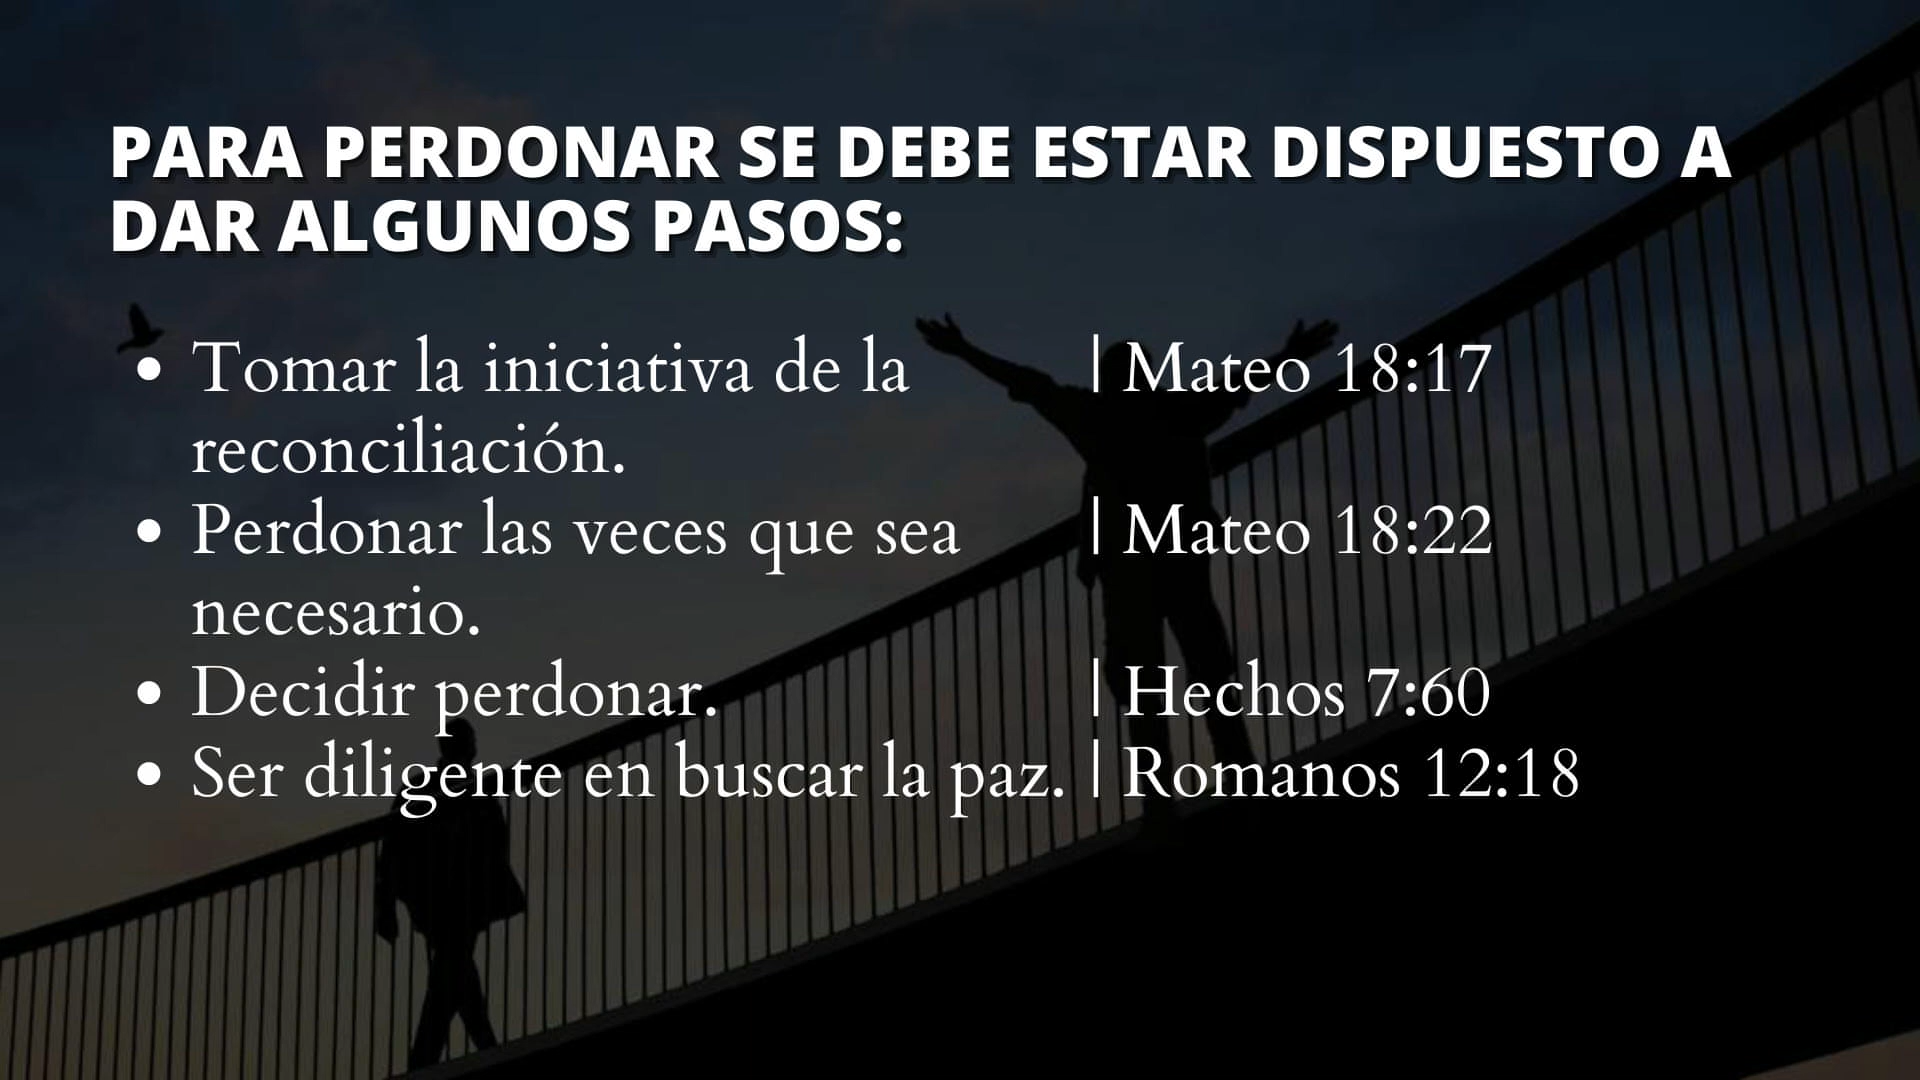 PARA PERDONAR SE DEBE ESTAR DISPUESTO A
DAR ALGUNOS PASOS:
• Tomar la iniciativa de la | Mateo 18:17
reconciliación.
• Perdonar las veces que sea | Mateo 18:22
necesario.
• Decidir perdonar. | Hechos 7:60
• Ser diligente en buscar la paz. | Romanos 12:18